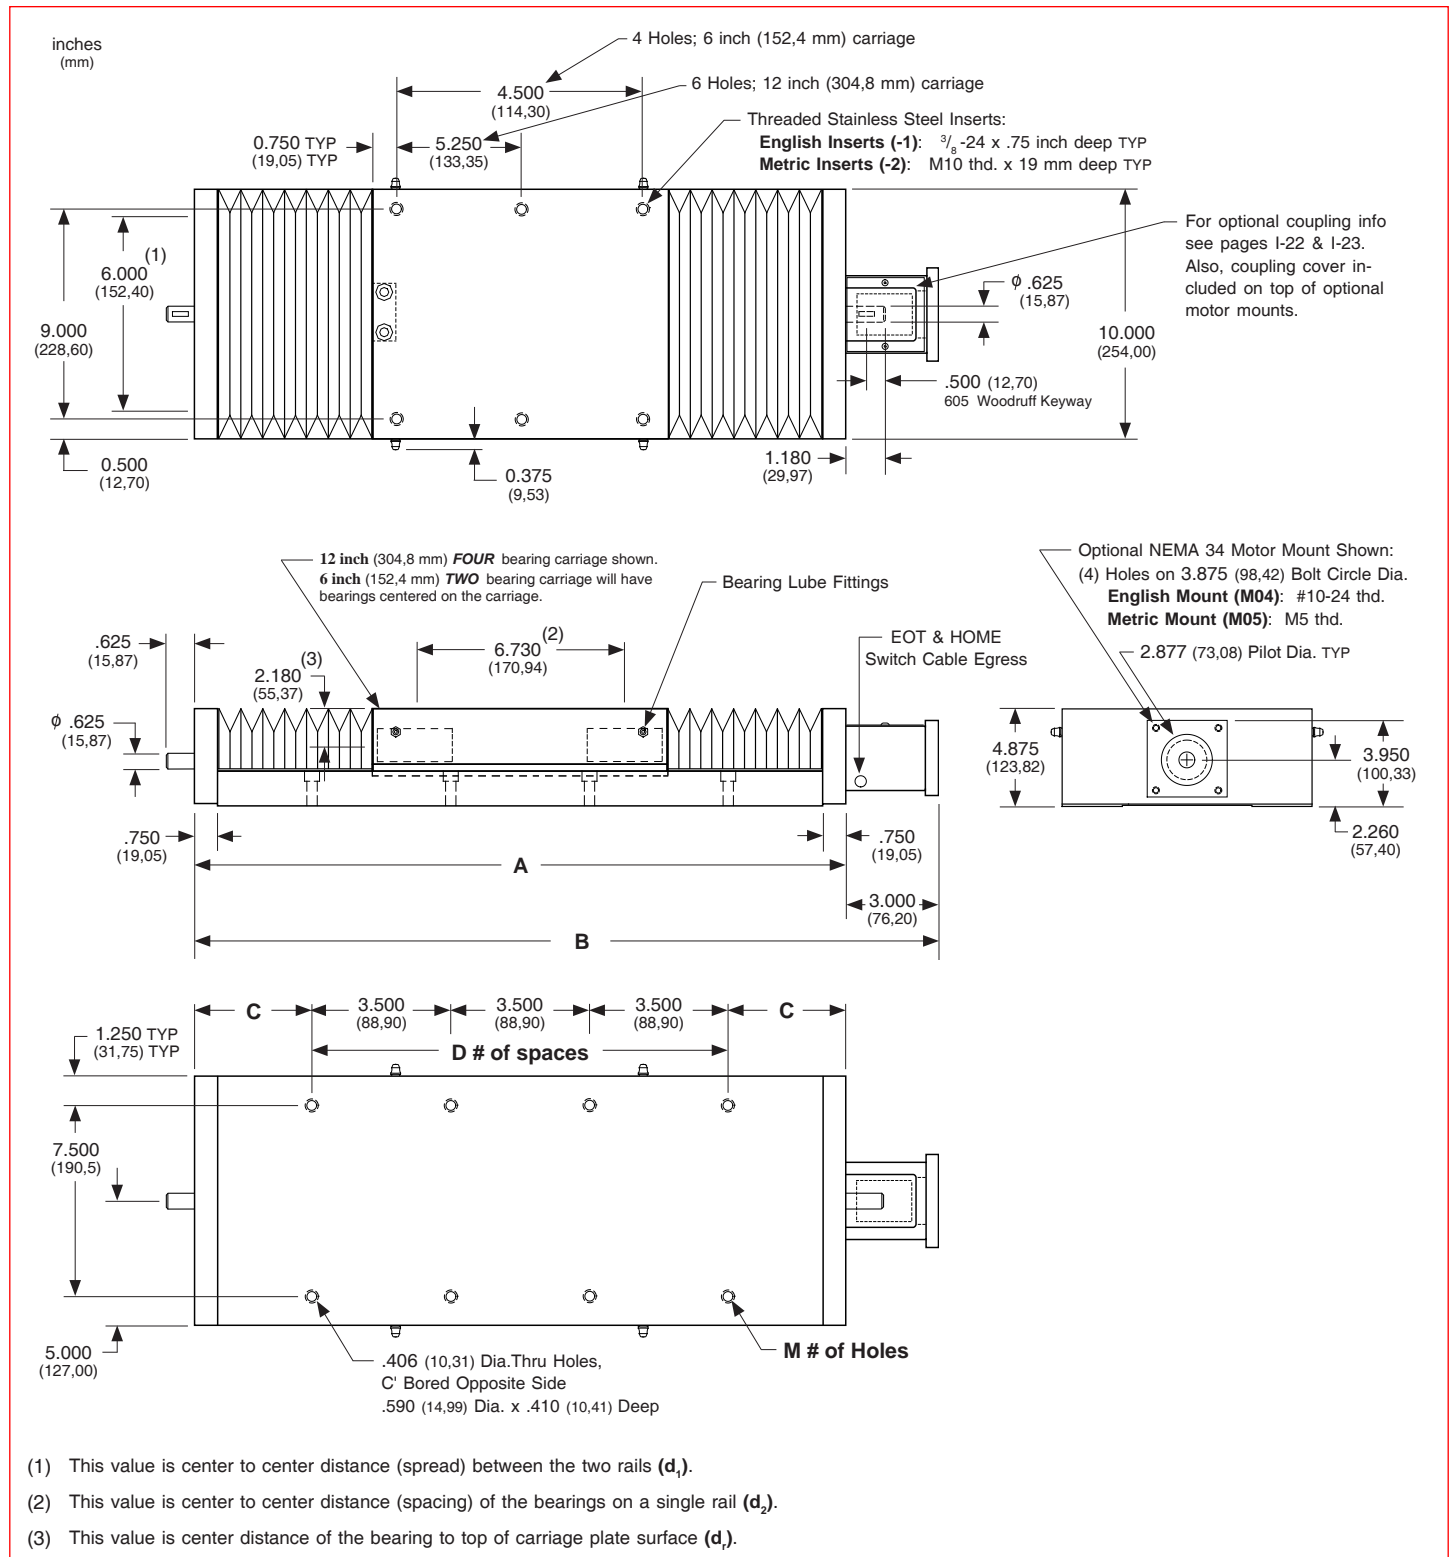 inches
(mm)
4 Holes; 6 inch (152,4 mm) carriage
4.500
(114,30)
6 Holes; 12 inch (304,8 mm) carriage
0.750 TYP
(19,05) TYP
5.250
(133,35)
Threaded Stainless Steel Inserts:
English Inserts (-1): 3/8-24 x .75 inch deep TYP
Metric Inserts (-2): M10 thd. x 19 mm deep TYP
For optional coupling info
see pages I-22 & I-23.
Also, coupling cover in-
cluded on top of optional
motor mounts.
6.000 (1)
(152,40)
ϕ .625
(15,87)
9.000
(228,60)
10.000
(254,00)
.500 (12,70)
605 Woodruff Keyway
0.500
(12,70)
0.375
(9,53)
1.180
(29,97)
12 inch (304,8 mm) FOUR bearing carriage shown.
6 inch (152,4 mm) TWO bearing carriage will have
bearings centered on the carriage.
Bearing Lube Fittings
Optional NEMA 34 Motor Mount Shown:
(4) Holes on 3.875 (98,42) Bolt Circle Dia.
English Mount (M04): #10-24 thd.
Metric Mount (M05): M5 thd.
2.877 (73,08) Pilot Dia. TYP
.625
(15,87)
6.730 (2)
(170,94)
2.180 (3)
(55,37)
EOT & HOME
Switch Cable Egress
ϕ .625
(15,87)
4.875
(123,82)
3.950
(100,33)
2.260
(57,40)
.750
(19,05)
.750
(19,05)
A
3.000
(76,20)
B
C
3.500
(88,90)
3.500
(88,90)
3.500
(88,90)
C
1.250 TYP
(31,75) TYP
D # of spaces
7.500
(190,5)
5.000
(127,00)
M # of Holes
.406 (10,31) Dia.Thru Holes,
C' Bored Opposite Side
.590 (14,99) Dia. x .410 (10,41) Deep
(1) This value is center to center distance (spread) between the two rails (d₁).
(2) This value is center to center distance (spacing) of the bearings on a single rail (d₂).
(3) This value is center distance of the bearing to top of carriage plate surface (dᵣ).